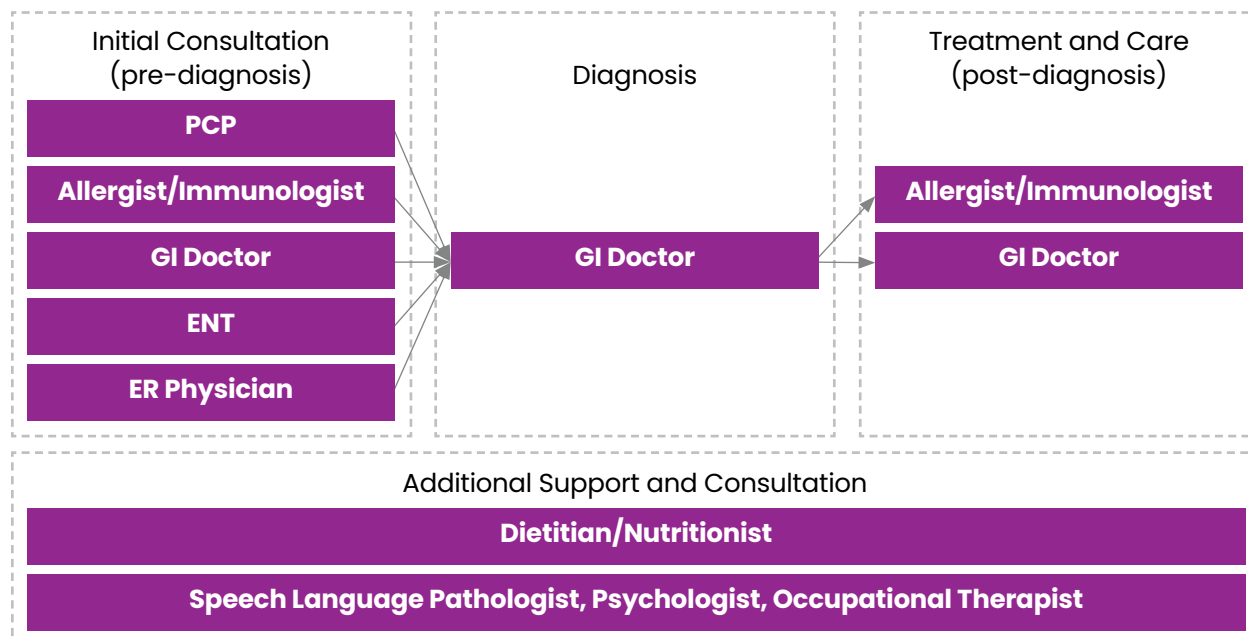 Initial Consultation
(pre-diagnosis)
PCP
Allergist/Immunologist
GI Doctor
ENT
ER Physician
Diagnosis
GI Doctor
Treatment and Care
(post-diagnosis)
Allergist/Immunologist
GI Doctor
Additional Support and Consultation
Dietitian/Nutritionist
Speech Language Pathologist, Psychologist, Occupational Therapist